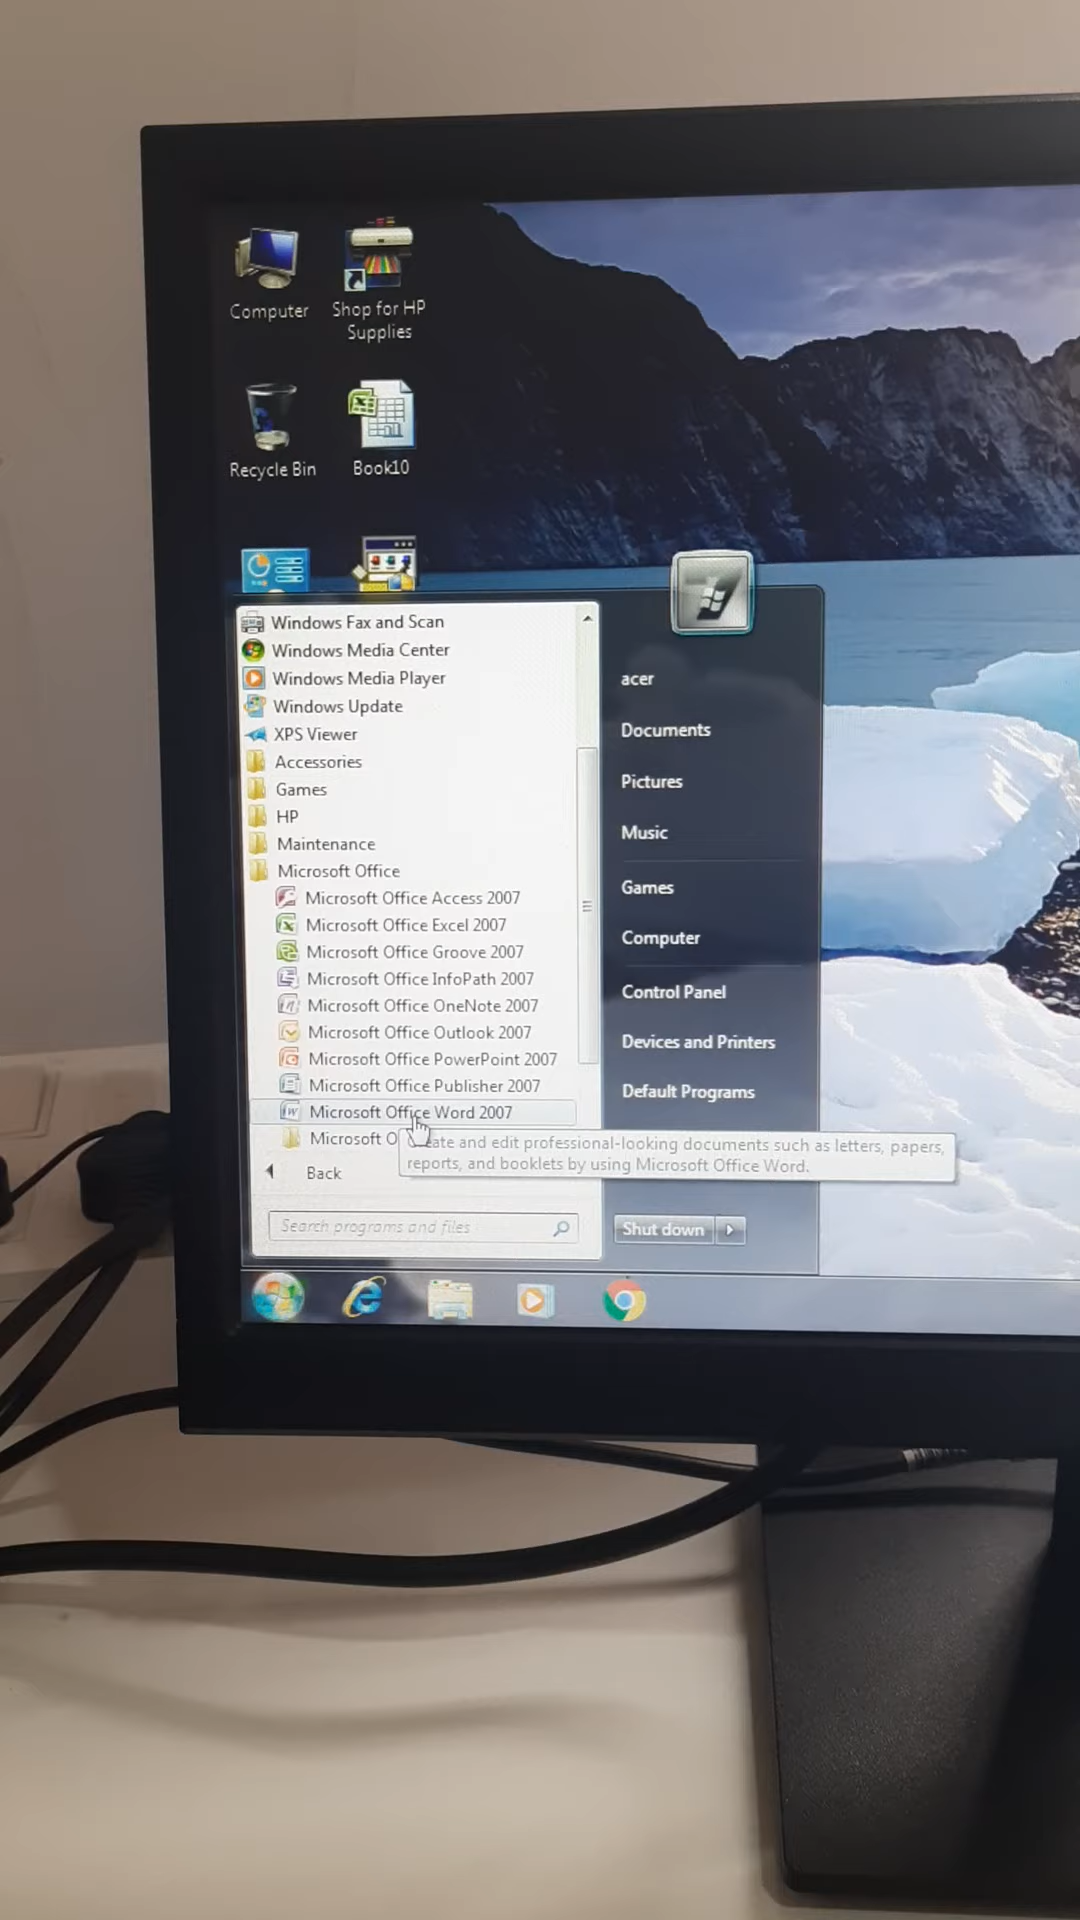 Computer
Shop for HP
Supplies
Recycle Bin
Book10
Windows Fax and Scan
Windows Media Center
Windows Media Player
Windows Update
XPS Viewer
Accessories
Games
HP
Maintenance
Microsoft Office
Microsoft Office Access 2007
Microsoft Office Excel 2007
Microsoft Office Groove 2007
Microsoft Office InfoPath 2007
Microsoft Office OneNote 2007
Microsoft Office Outlook 2007
Microsoft Office PowerPoint 2007
Microsoft Office Publisher 2007
Microsoft Office Word 2007
Microsoft O
Back
Search programs and files
acer
Documents
Pictures
Music
Games
Computer
Control Panel
Devices and Printers
Default Programs
Create and edit professional-looking documents such as letters, papers,
reports, and booklets by using Microsoft Office Word.
Shut down